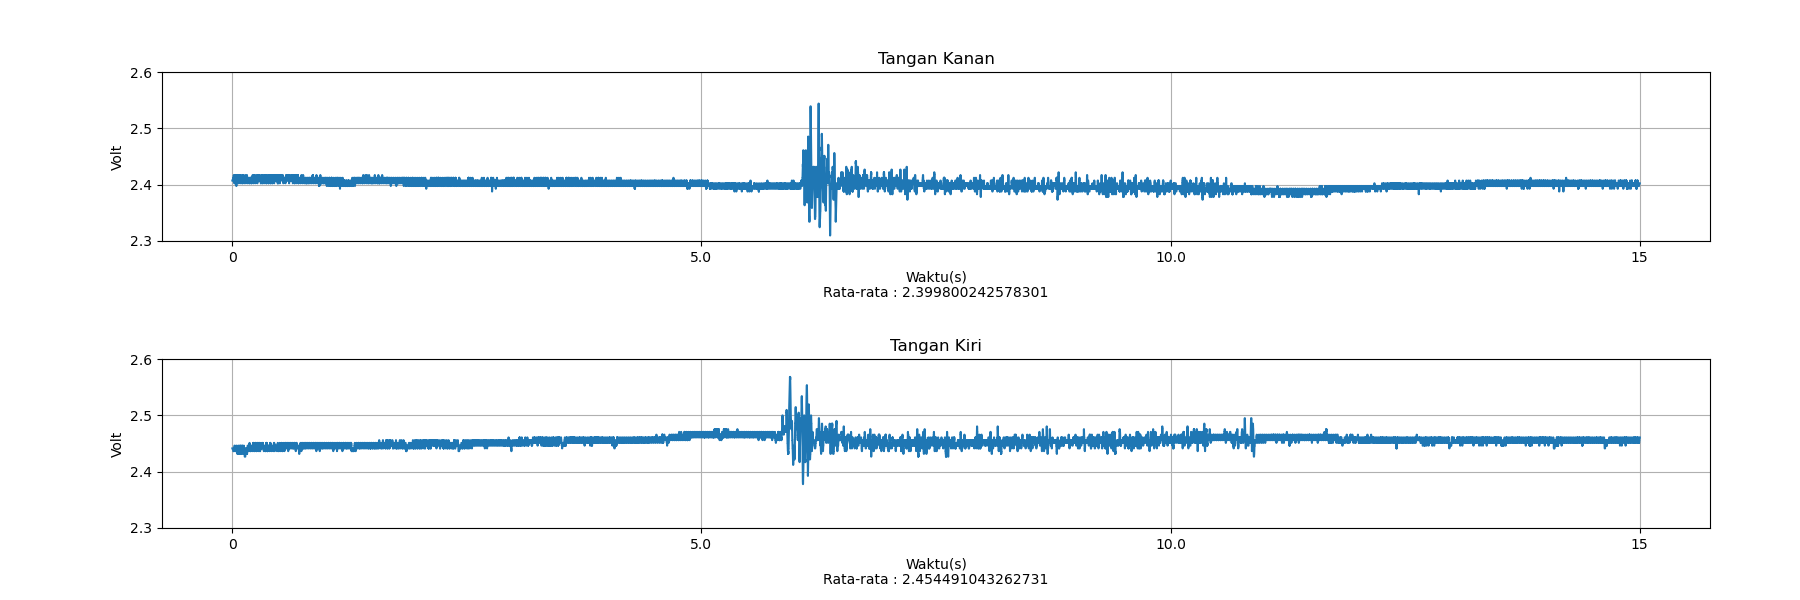 Tangan Kanan
2.6
2.5
2.4
2.3
Volt
0 5.0 10.0 15
Waktu(s)
Rata-rata : 2.399800242578301
Tangan Kiri
2.6
2.5
2.4
2.3
Volt
0 5.0 10.0 15
Waktu(s)
Rata-rata : 2.454491043262731